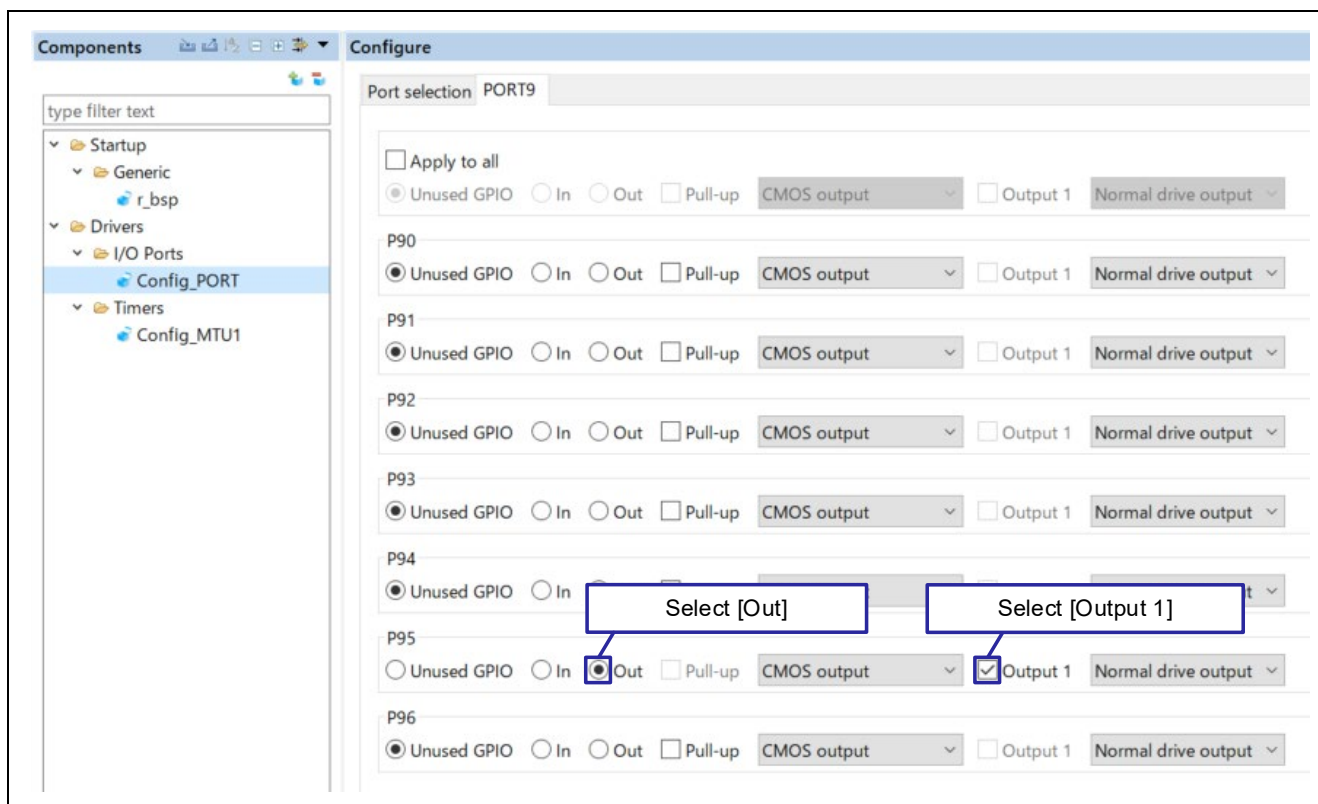 Components
Configure
type filter text
Startup
Generic
r_bsp
Drivers
I/O Ports
Config_PORT
Timers
Config_MTU1
Port selection PORT9
Apply to all
Unused GPIO In Out Pull-up CMOS output Output 1 Normal drive output
P90
Unused GPIO In Out Pull-up CMOS output Output 1 Normal drive output
P91
Unused GPIO In Out Pull-up CMOS output Output 1 Normal drive output
P92
Unused GPIO In Out Pull-up CMOS output Output 1 Normal drive output
P93
Unused GPIO In Out Pull-up CMOS output Output 1 Normal drive output
P94
Unused GPIO In
Select [Out] Select [Output 1]
P95
Unused GPIO In Out Pull-up CMOS output Output 1 Normal drive output
P96
Unused GPIO In Out Pull-up CMOS output Output 1 Normal drive output